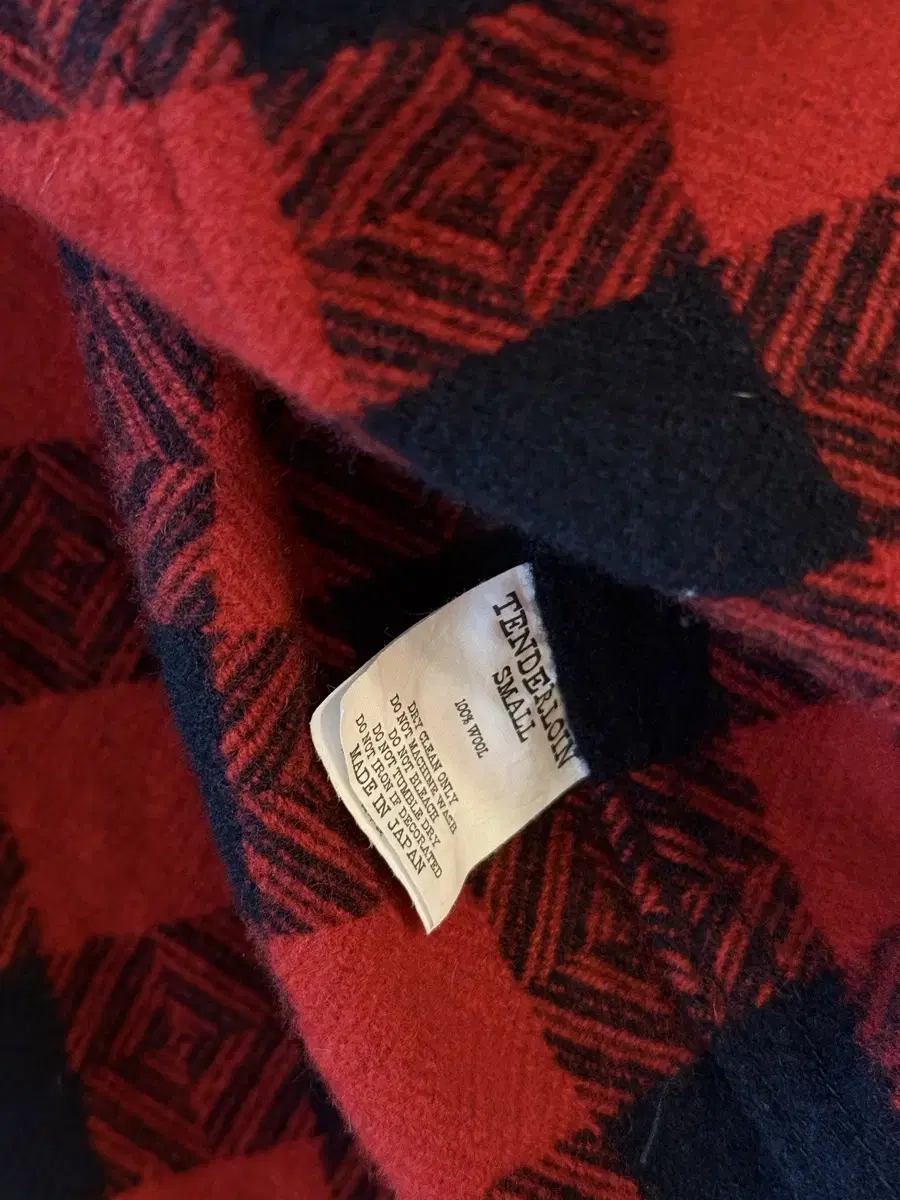 TENDERLOIN
SMALL
100% WOOL
DRY CLEAN ONLY
DO NOT MACHINE WASH
DO NOT BLEACH
DO NOT TUMBLE DRY
DO NOT IRON IF DECORATED
MADE IN JAPAN